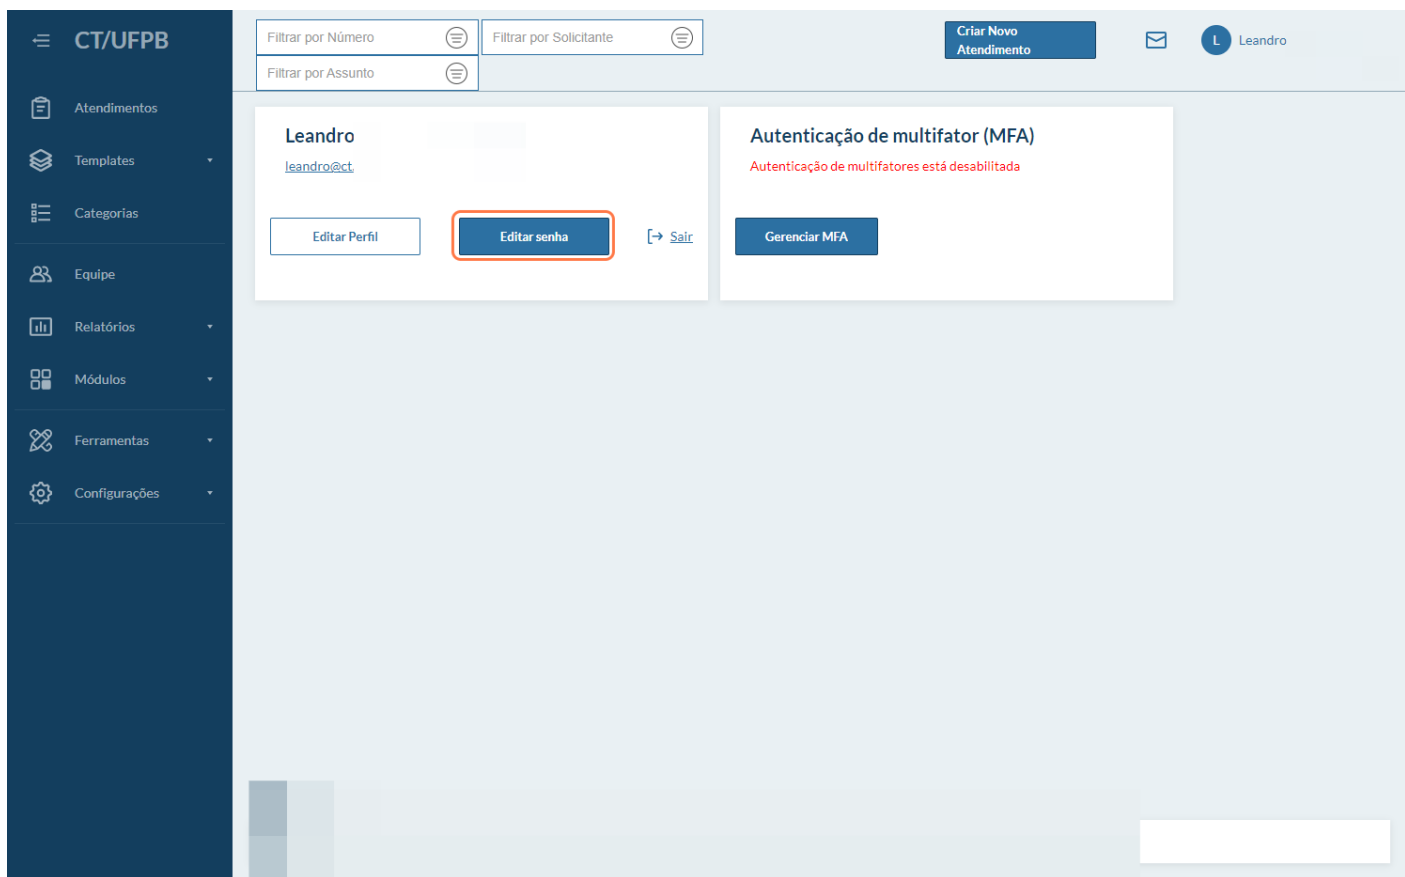 CT/UFPB
Filtrar por Número
Filtrar por Solicitante
Filtrar por Assunto
Criar Novo
Atendimento
L
Leandro
Atendimentos
Templates
Categorias
Equipe
Relatórios
Módulos
Ferramentas
Configurações
Leandro
leandro@ct.
Editar Perfil
Editar senha
Sair
Autenticação de multifator (MFA)
Autenticação de multifatores está desabilitada
Gerenciar MFA